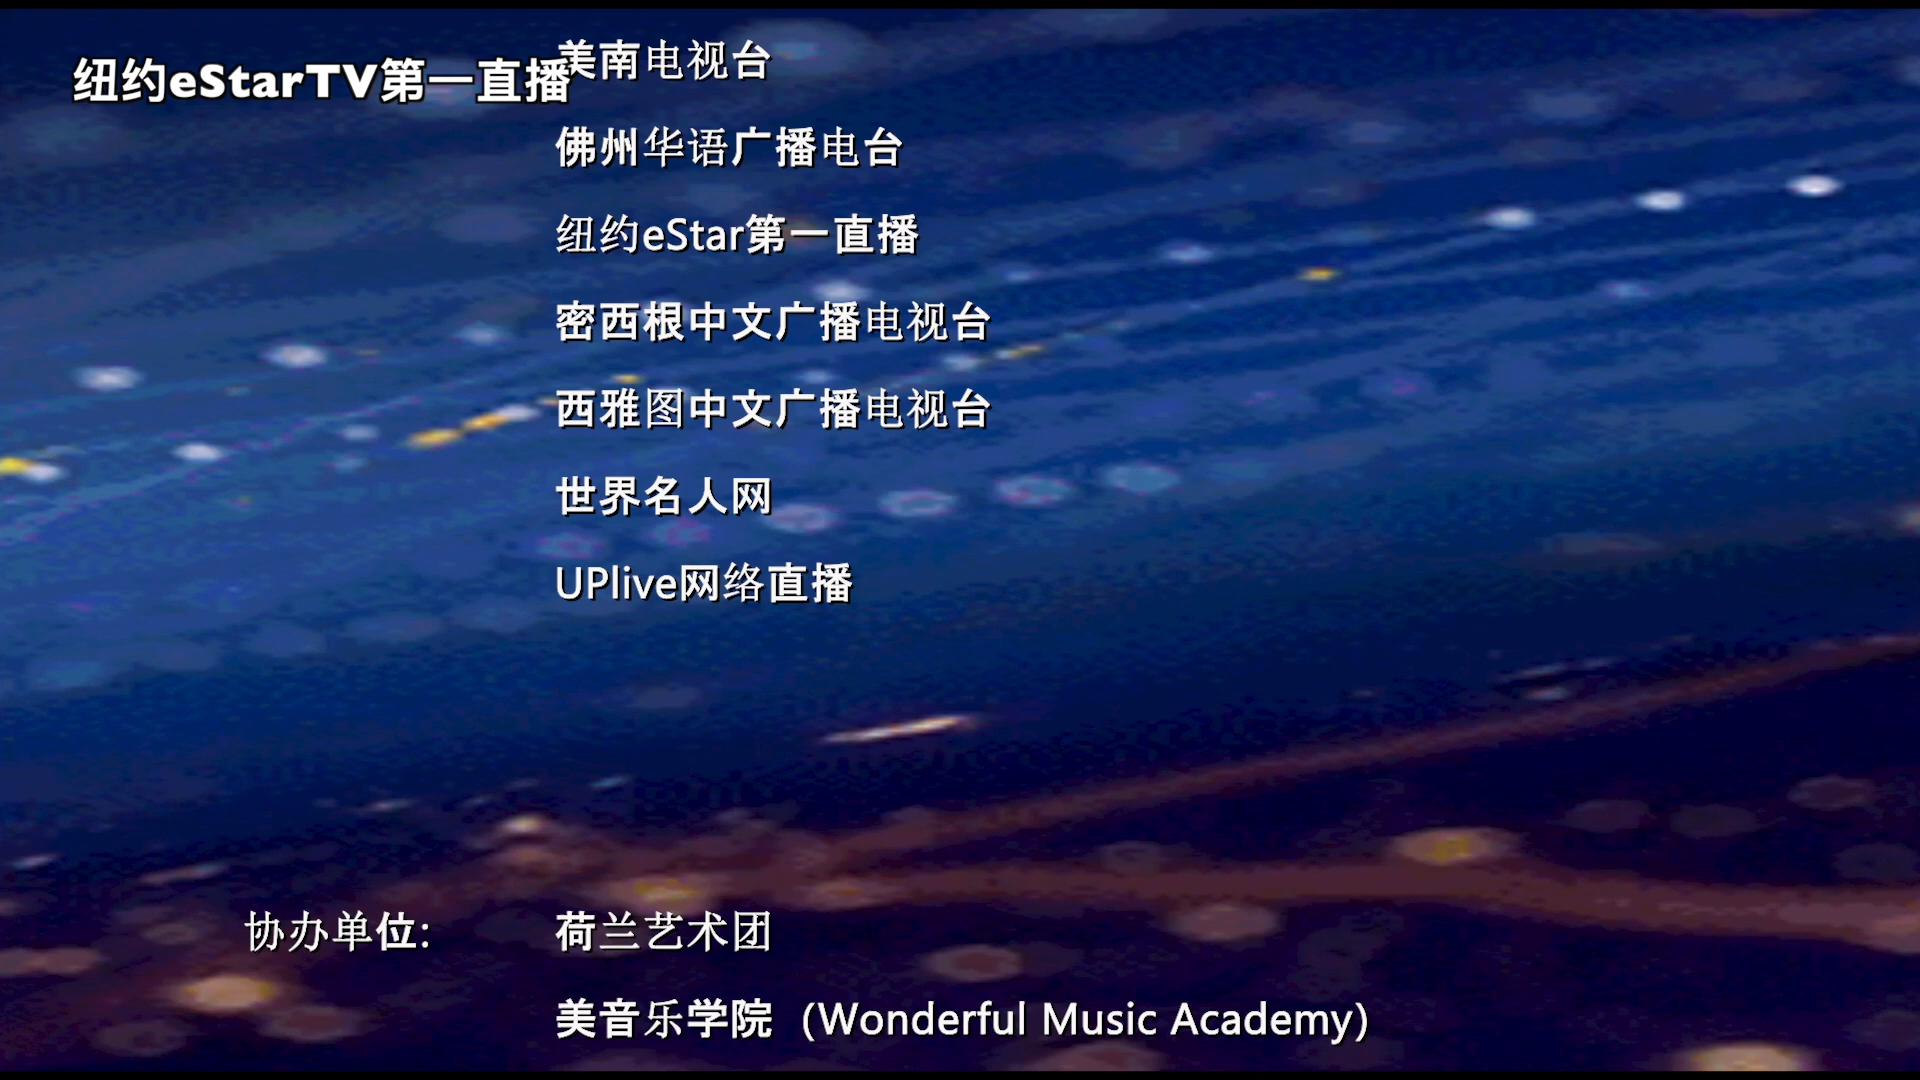 纽约eStarTV第一直播
美南电视台
佛州华语广播电台
纽约eStar第一直播
密西根中文广播电视台
西雅图中文广播电视台
世界名人网
UPlive网络直播
协办单位: 荷兰艺术团
美音乐学院（Wonderful Music Academy）